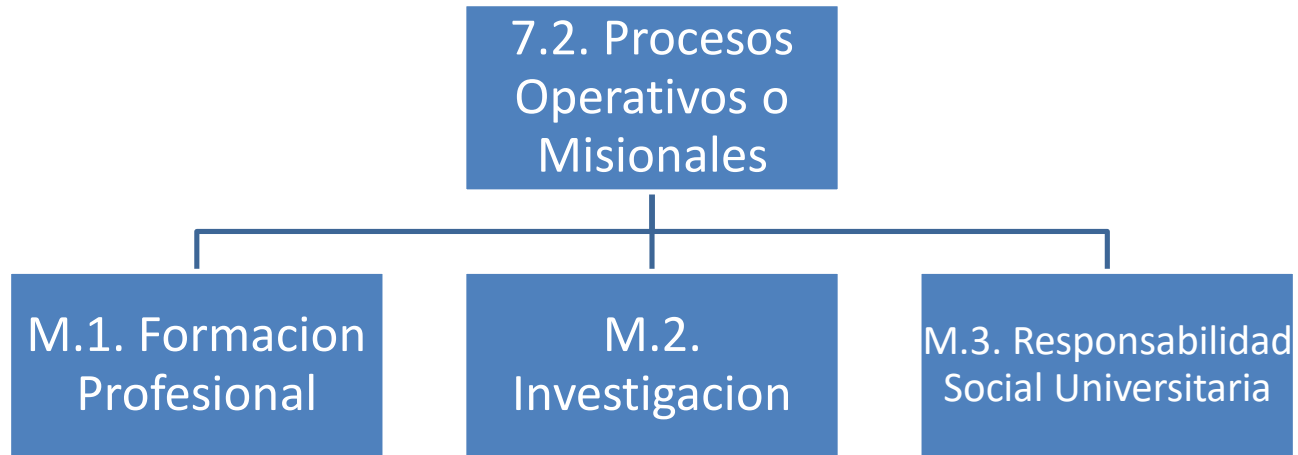 7.2. Procesos
Operativos o
Misionales
M.1. Formacion
Profesional
M.2.
Investigacion
M.3. Responsabilidad
Social Universitaria